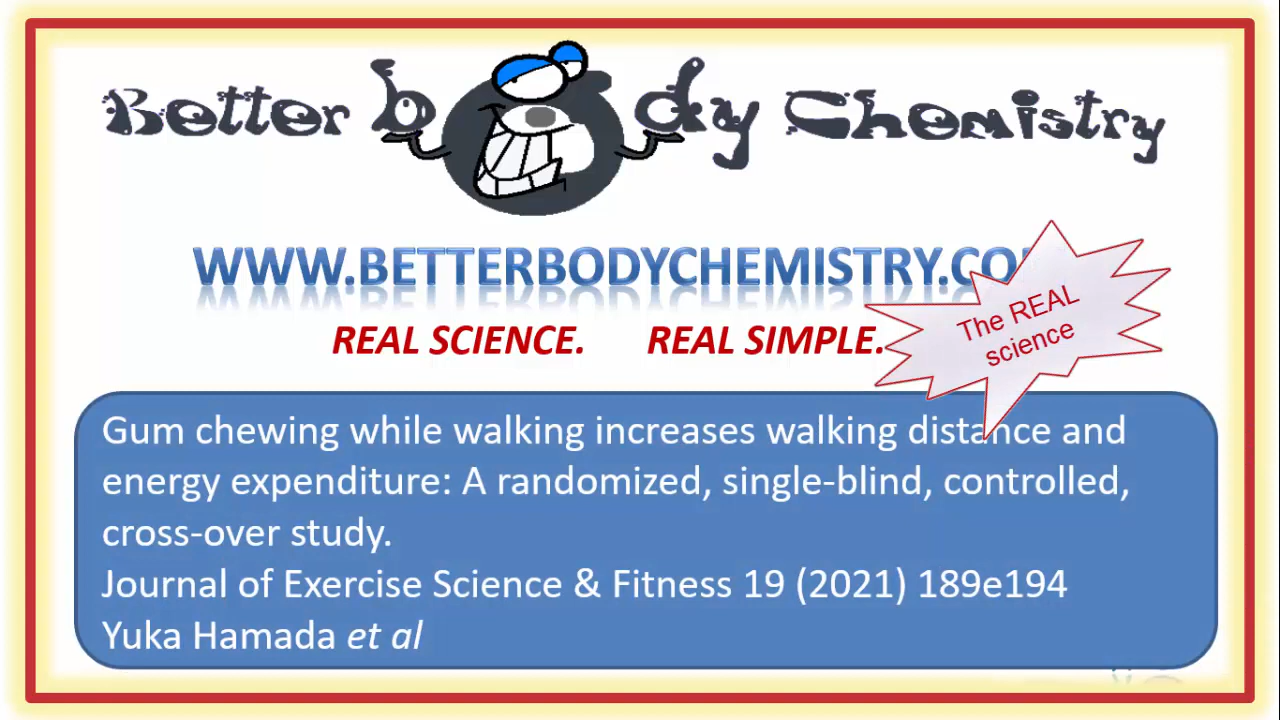 Better body Chemistry
WWW.BETTERBODYCHEMISTRY.CO
REAL SCIENCE. REAL SIMPLE.
The REAL
science
Gum chewing while walking increases walking distance and
energy expenditure: A randomized, single-blind, controlled,
cross-over study.
Journal of Exercise Science & Fitness 19 (2021) 189e194
Yuka Hamada et al